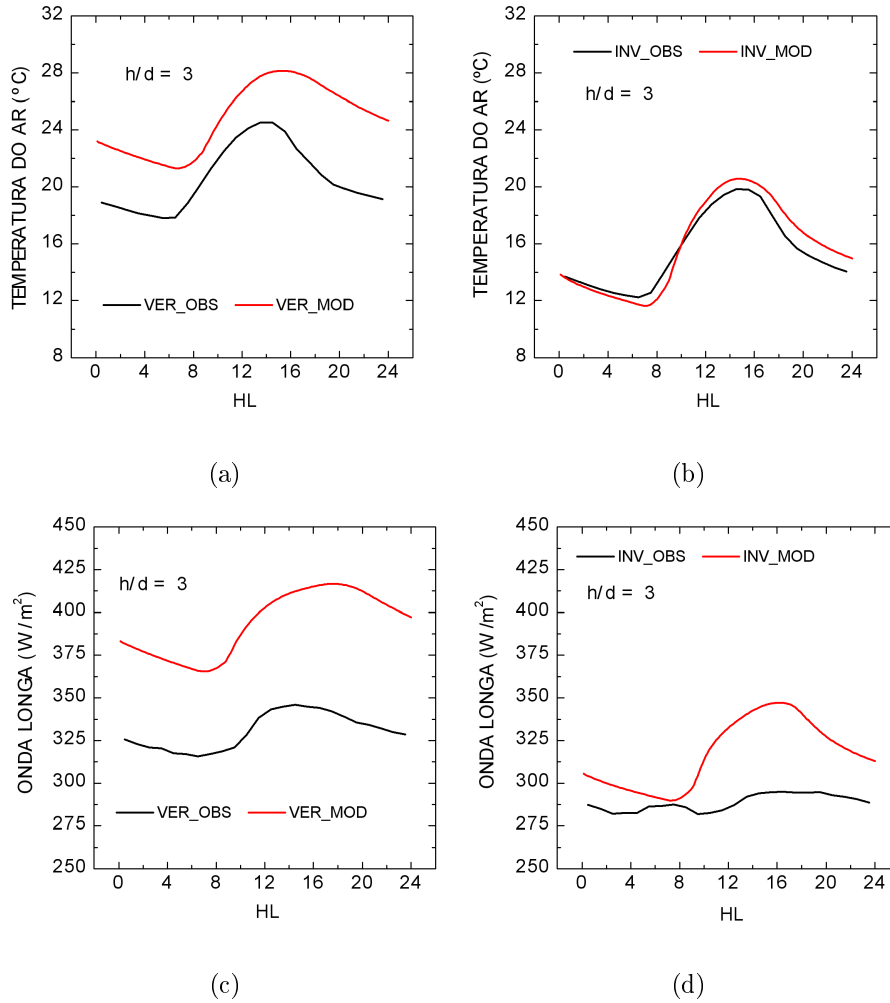 32
28
24
20
16
12
8
TEMPERATURA DO AR (ºC)
h/d = 3
VER_OBS VER_MOD
0 4 8 12 16 20 24
HL
(a)
32
28
24
20
16
12
8
TEMPERATURA DO AR (ºC)
INV_OBS INV_MOD
h/d = 3
0 4 8 12 16 20 24
HL
(b)
450
425
400
375
350
325
300
275
250
ONDA LONGA (W/m²)
h/d = 3
VER_OBS VER_MOD
0 4 8 12 16 20 24
HL
(c)
450
425
400
375
350
325
300
275
250
ONDA LONGA (W/m²)
INV_OBS INV_MOD
h/d = 3
0 4 8 12 16 20 24
HL
(d)